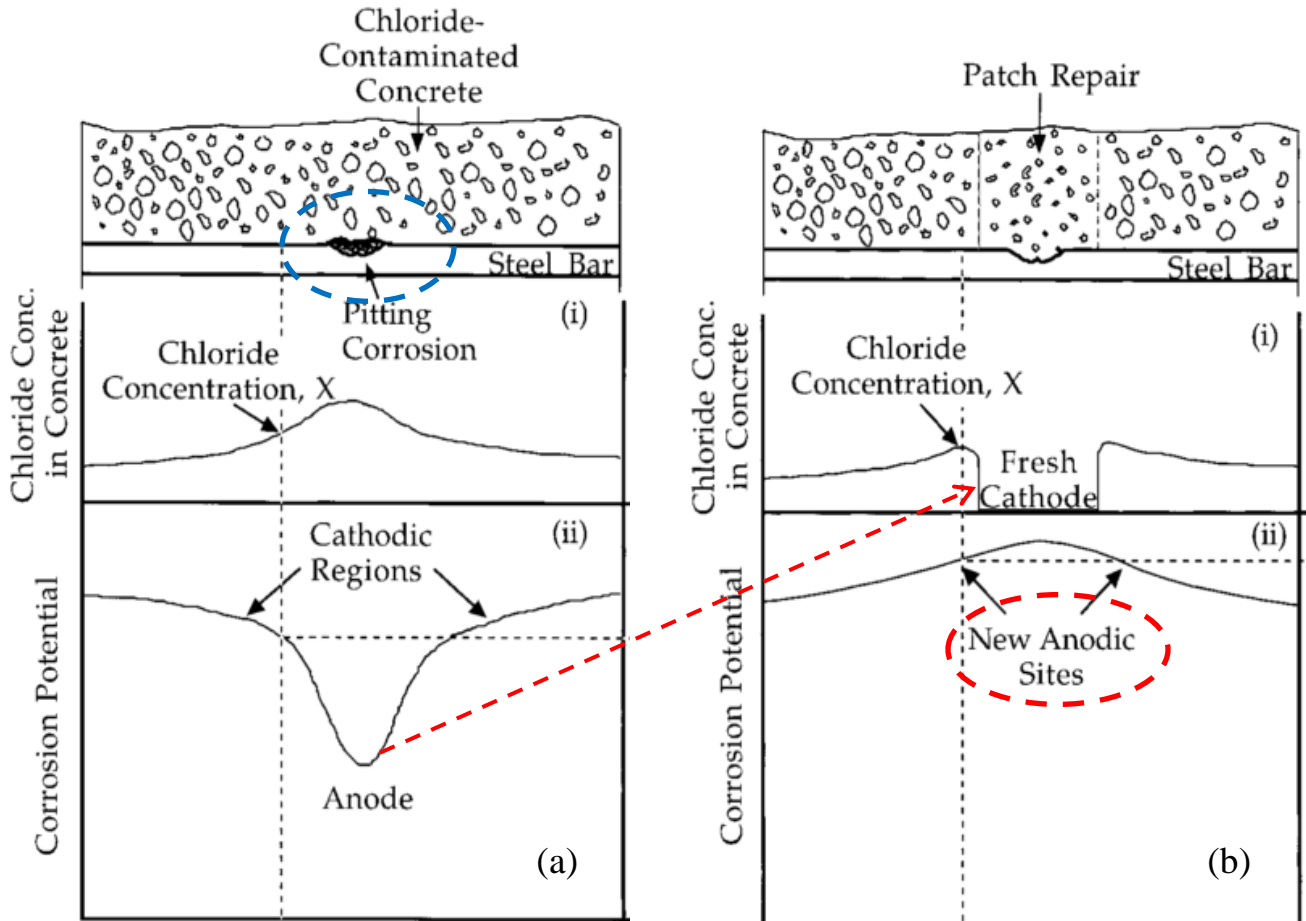 Chloride-
Contaminated
Concrete
Steel Bar
(i)
Pitting
Corrosion
Chloride
Concentration, X
Chloride Conc.
in Concrete
(ii)
Cathodic
Regions
Corrosion Potential
Anode
(a)
Patch Repair
Steel Bar
(i)
Chloride
Concentration, X
Fresh
Cathode
Chloride Conc.
in Concrete
(ii)
New Anodic
Sites
Corrosion Potential
(b)